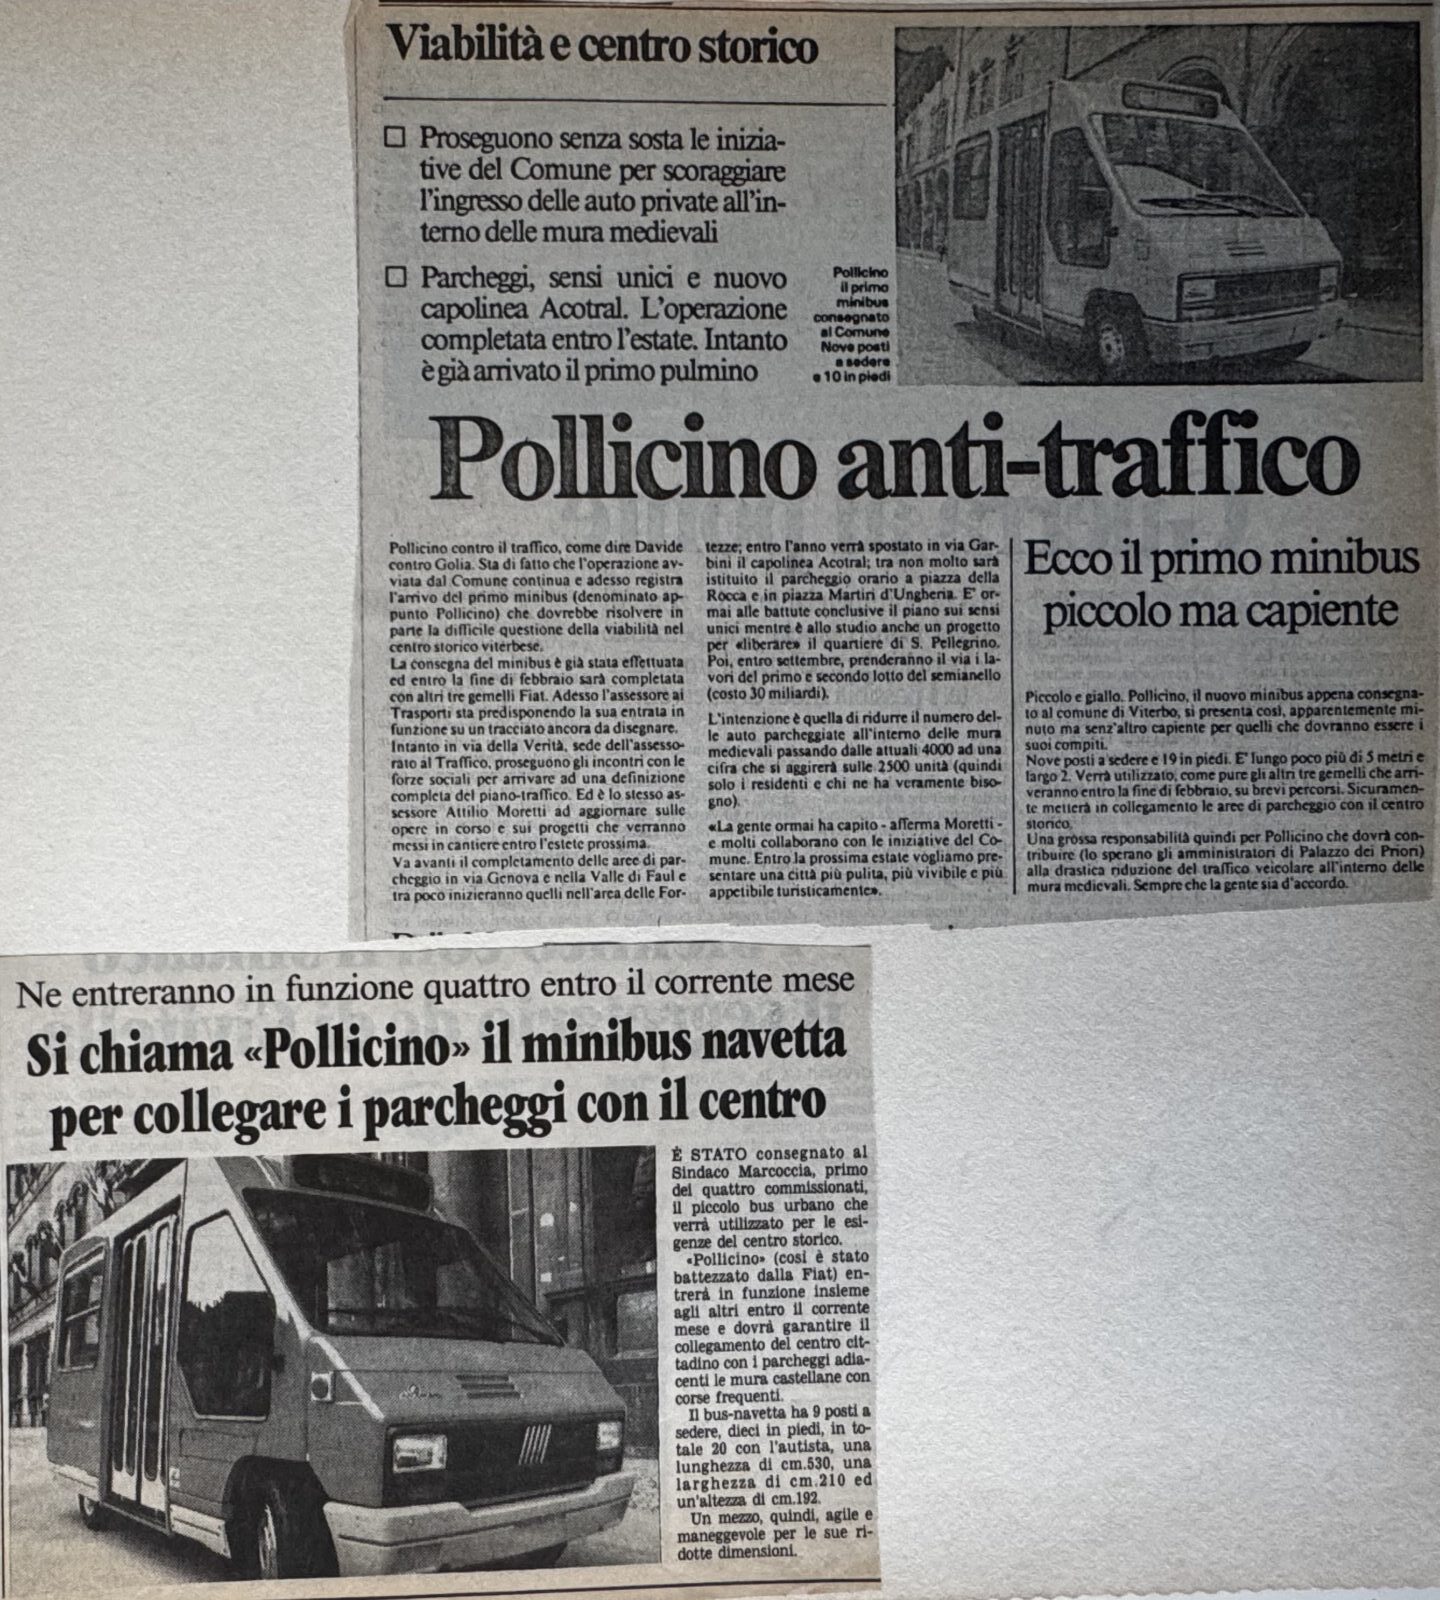 Viabilità e centro storico
□ Proseguono senza sosta le inizia-
tive del Comune per scoraggiare
l'ingresso delle auto private all'in-
terno delle mura medievali
□ Parcheggi, sensi unici e nuovo
capolinea Acotral. L'operazione
completata entro l'estate. Intanto
è già arrivato il primo pulmino
Pollicino
il primo
minibus
consegnato
al Comune
Nove posti
a sedere
e 10 in piedi
Pollicino anti-traffico
Pollicino contro il traffico, come dire Davide
contro Golia. Sta di fatto che l'operazione av-
viata dal Comune continua e adesso registra
l'arrivo del primo minibus (denominato ap-
punto Pollicino) che dovrebbe risolvere in
parte la difficile questione della viabilità nel
centro storico viterbese.
La consegna del minibus è già stata effettuata
ed entro la fine di febbraio sarà completata
con altri tre gemelli Fiat. Adesso l'assessore ai
Trasporti sta predisponendo la sua entrata in
funzione su un tracciato ancora da disegnare.
Intanto in via della Verità, sede dell'assesso-
rato al Traffico, proseguono gli incontri con le
forze sociali per arrivare ad una definizione
completa del piano-traffico. Ed è lo stesso as-
sessore Attilio Moretti ad aggiornare sulle
opere in corso e sui progetti che verranno
messi in cantiere entro l'estete prossima.
Va avanti il completamento delle aree di par-
cheggio in via Genova e nella Valle di Faul e
tra poco inizieranno quelli nell'area delle For-
tezze; entro l'anno verrà spostato in via Gar-
bini il capolinea Acotral; tra non molto sarà
istituito il parcheggio orario a piazza della
Rocca e in piazza Martiri d'Ungheria. E' or-
mai alle battute conclusive il piano sui sensi
unici mentre è allo studio anche un progetto
per «liberare» il quartiere di S. Pellegrino.
Poi, entro settembre, prenderanno il via i la-
vori del primo e secondo lotto del semianello
(costo 30 miliardi).
L'intenzione è quella di ridurre il numero del-
le auto parcheggiate all'interno delle mura
medievali passando dalle attuali 4000 ad una
cifra che si aggirerà sulle 2500 unità (quindi
solo i residenti e chi ne ha veramente biso-
gno).
«La gente ormai ha capito - afferma Moretti -
e molti collaborano con le iniziative del Co-
mune. Entro la prossima estate vogliamo pre-
sentare una città più pulita, più vivibile e più
appetibile turisticamente».
Ecco il primo minibus
piccolo ma capiente
Piccolo e giallo. Pollicino, il nuovo minibus appena consegna-
to al comune di Viterbo, si presenta così, apparentemente mi-
nuto ma senz'altro capiente per quelli che dovranno essere i
suoi compiti.
Nove posti a sedere e 19 in piedi. E' lungo poco più di 5 metri e
largo 2. Verrà utilizzato, come pure gli altri tre gemelli che arri-
veranno entro la fine di febbraio, su brevi percorsi. Sicuramen-
te metterà in collegamento le aree di parcheggio con il centro
storico.
Una grossa responsabilità quindi per Pollicino che dovrà con-
tribuire (lo sperano gli amministratori di Palazzo dei Priori)
alla drastica riduzione del traffico veicolare all'interno delle
mura medievali. Sempre che la gente sia d'accordo.
Ne entreranno in funzione quattro entro il corrente mese
Si chiama «Pollicino» il minibus navetta
per collegare i parcheggi con il centro
È STATO consegnato al
Sindaco Marcoccia, primo
dei quattro commissionati,
il piccolo bus urbano che
verrà utilizzato per le esi-
genze del centro storico.
«Pollicino» (così è stato
battezzato dalla Fiat) en-
trerà in funzione insieme
agli altri entro il corrente
mese e dovrà garantire il
collegamento del centro cit-
tadino con i parcheggi adia-
centi le mura castellane con
corse frequenti.
Il bus-navetta ha 9 posti a
sedere, dieci in piedi, in to-
tale 20 con l'autista, una
lunghezza di cm.530, una
larghezza di cm.210 ed
un'altezza di cm.192.
Un mezzo, quindi, agile e
maneggevole per le sue ri-
dotte dimensioni.